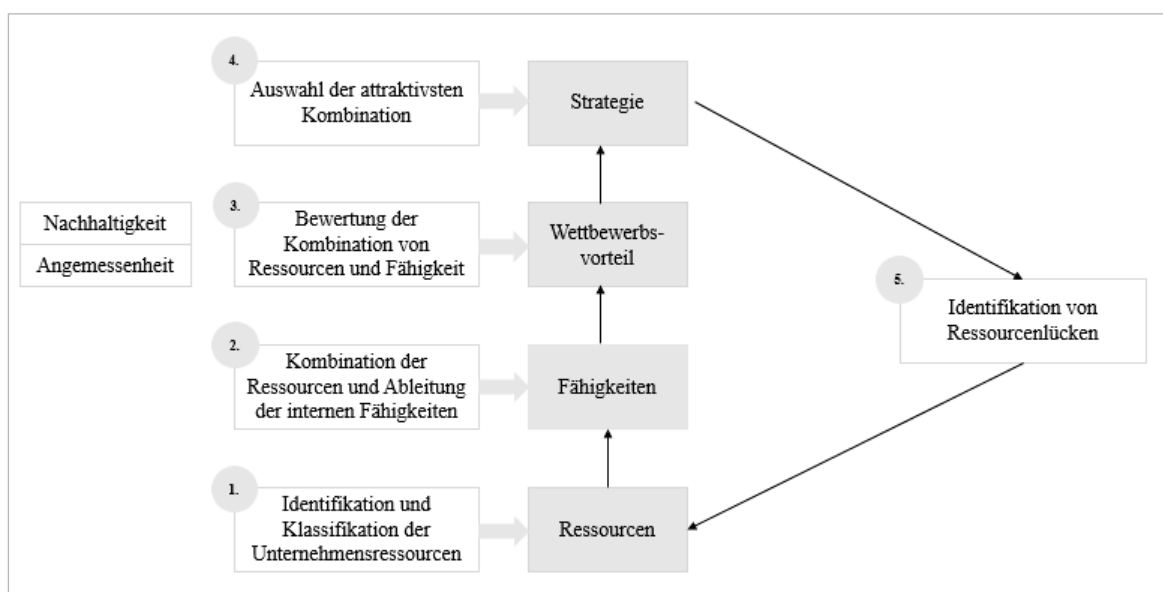 4.
Auswahl der attraktivsten
Kombination
Strategie
Nachhaltigkeit
Angemessenheit
3.
Bewertung der
Kombination von
Ressourcen und Fähigkeit
Wettbewerbs-
vorteil
5.
Identifikation von
Ressourcenlücken
2.
Kombination der
Ressourcen und Ableitung
der internen Fähigkeiten
Fähigkeiten
1.
Identifikation und
Klassifikation der
Unternehmensressourcen
Ressourcen